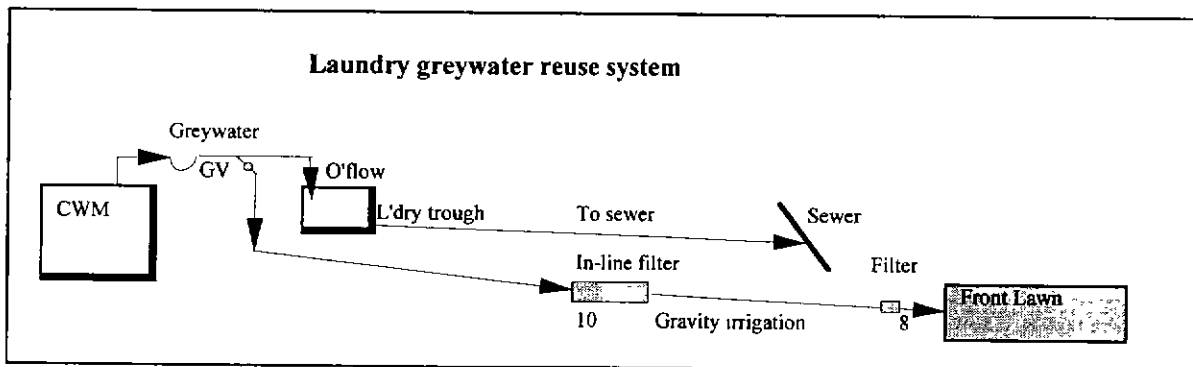 Laundry greywater reuse system
Greywater
GV
O'flow
CWM
L'dry trough
To sewer
Sewer
In-line filter
Filter
Front Lawn
10
Gravity irrigation
8